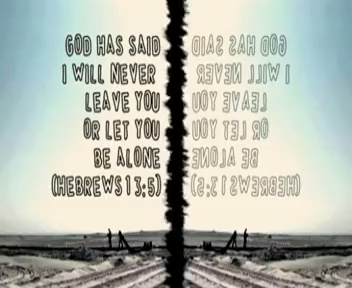 GOD HAS SAID
I WILL NEVER
LEAVE YOU
OR LET YOU
BE ALONE
(HEBREWS 13:5)